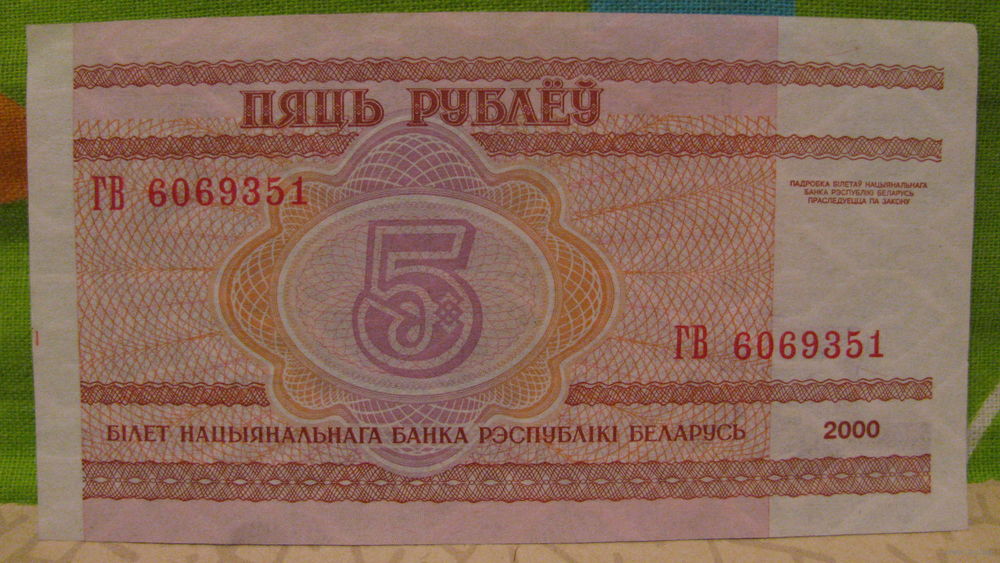 ПЯЦЬ РУБЛЁЎ
ГВ 6069351
ПАДРОБКА БІЛЕТАЎ НАЦЫЯНАЛЬНАГА
БАНКА РЭСПУБЛІКІ БЕЛАРУСЬ
ПРАСЛЕДУЕЦЦА ПА ЗАКОНУ
5
ГВ 6069351
БІЛЕТ НАЦЫЯНАЛЬНАГА БАНКА РЭСПУБЛІКІ БЕЛАРУСЬ
2000